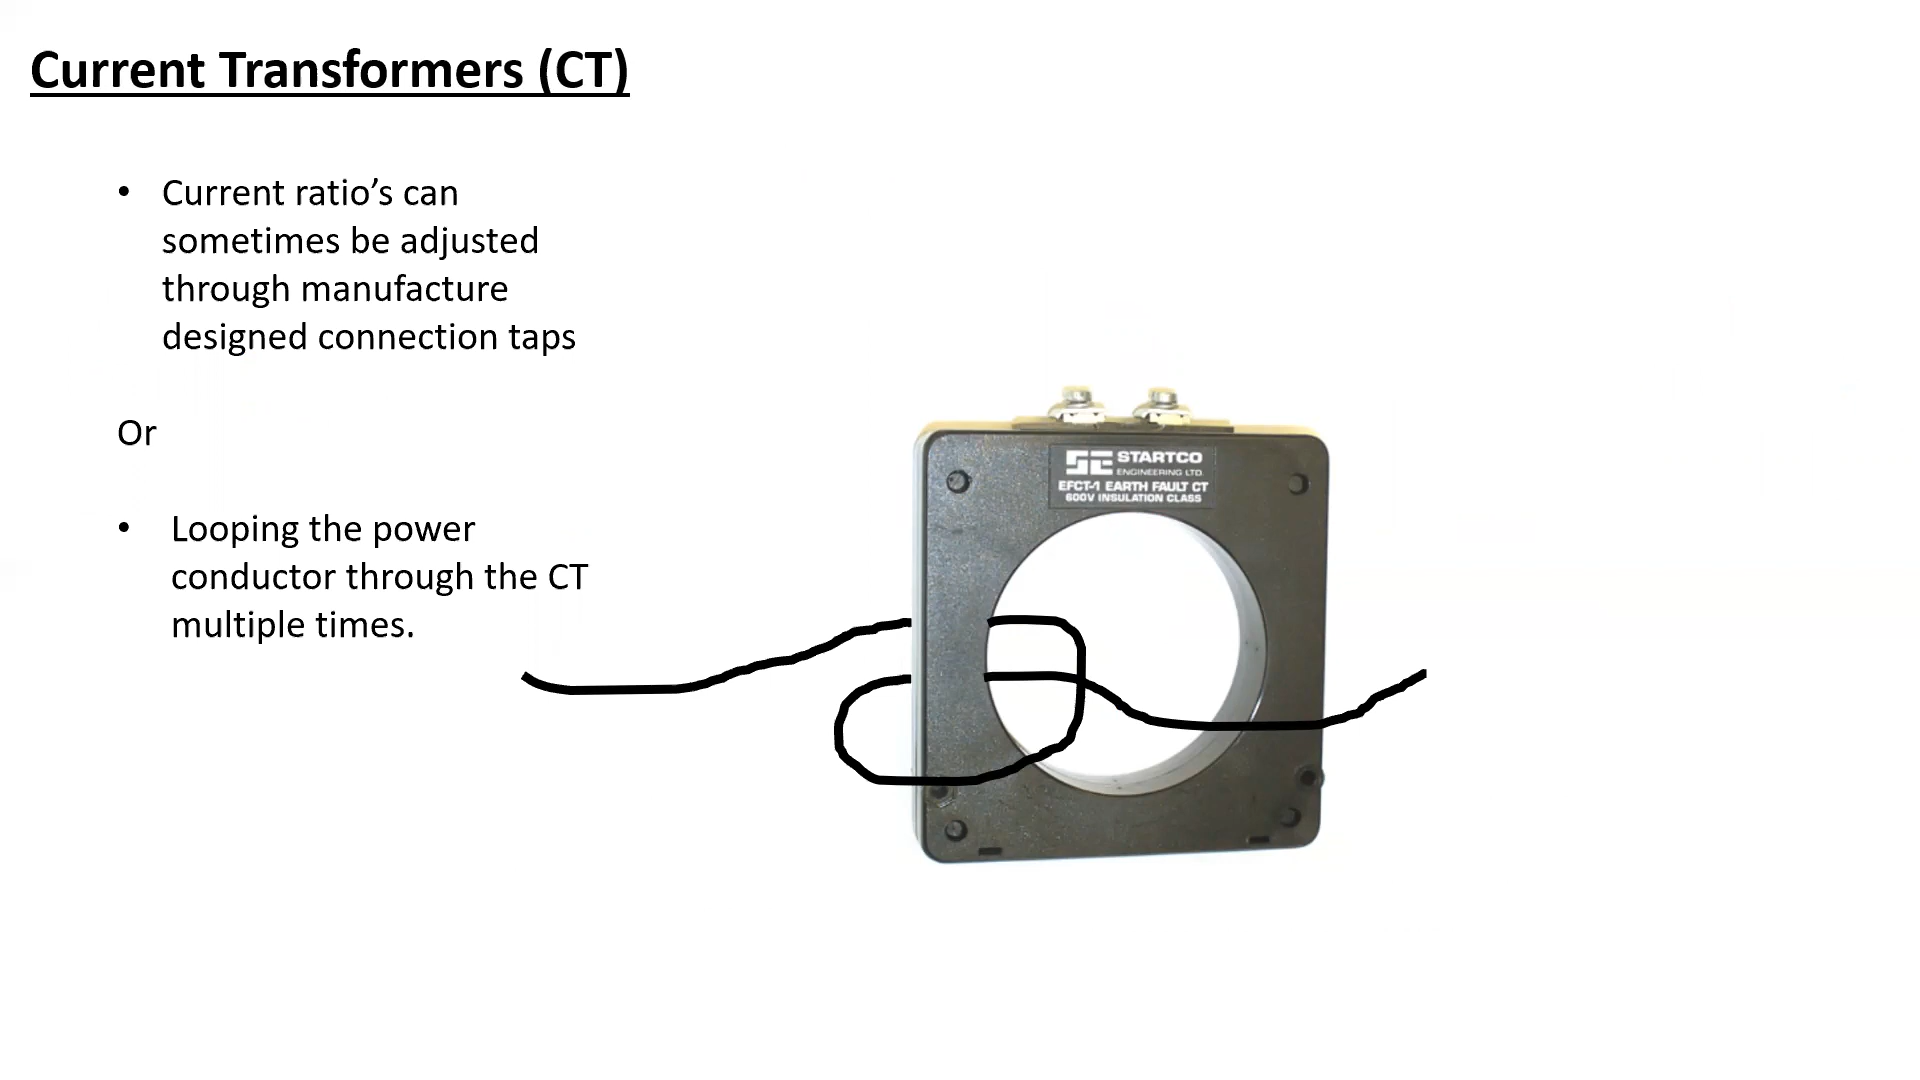 Current Transformers (CT)
• Current ratio’s can
sometimes be adjusted
through manufacture
designed connection taps
Or
• Looping the power
conductor through the CT
multiple times.
STARTCO
ENGINEERING LTD.
EFCT-1 EARTH FAULT CT
600V INSULATION CLASS